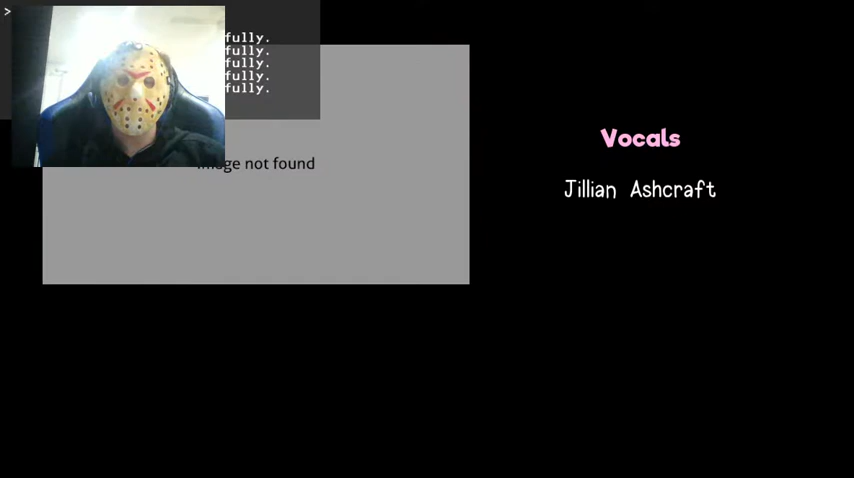 >
fully.
fully.
fully.
fully.
fully.
Image not found
Vocals
Jillian Ashcraft